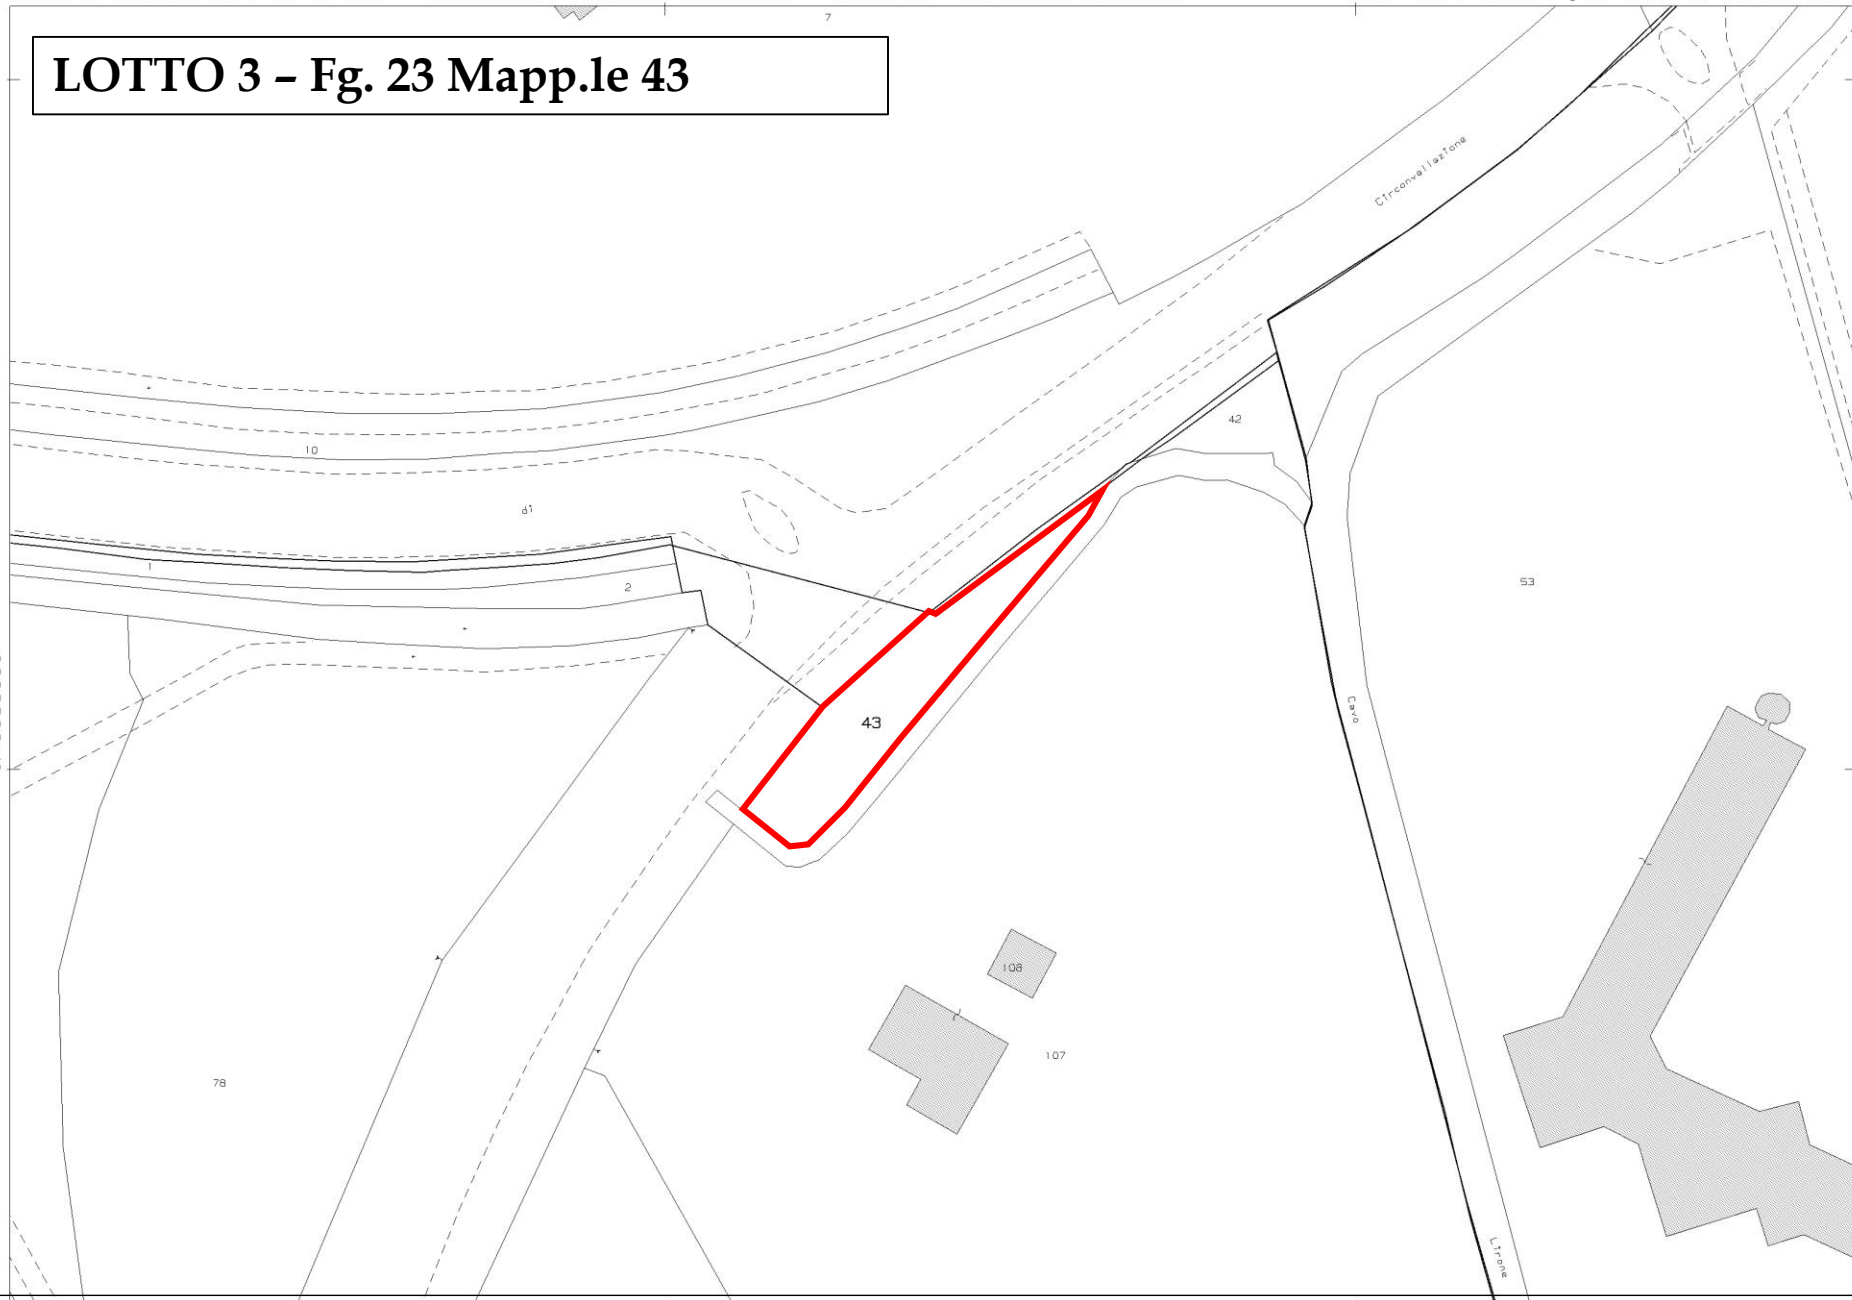 7
LOTTO 3 – Fg. 23 Mapp.le 43
Circonvallazione
42
10
d1
1
2
53
43
Cavo
108
107
78
Lirone